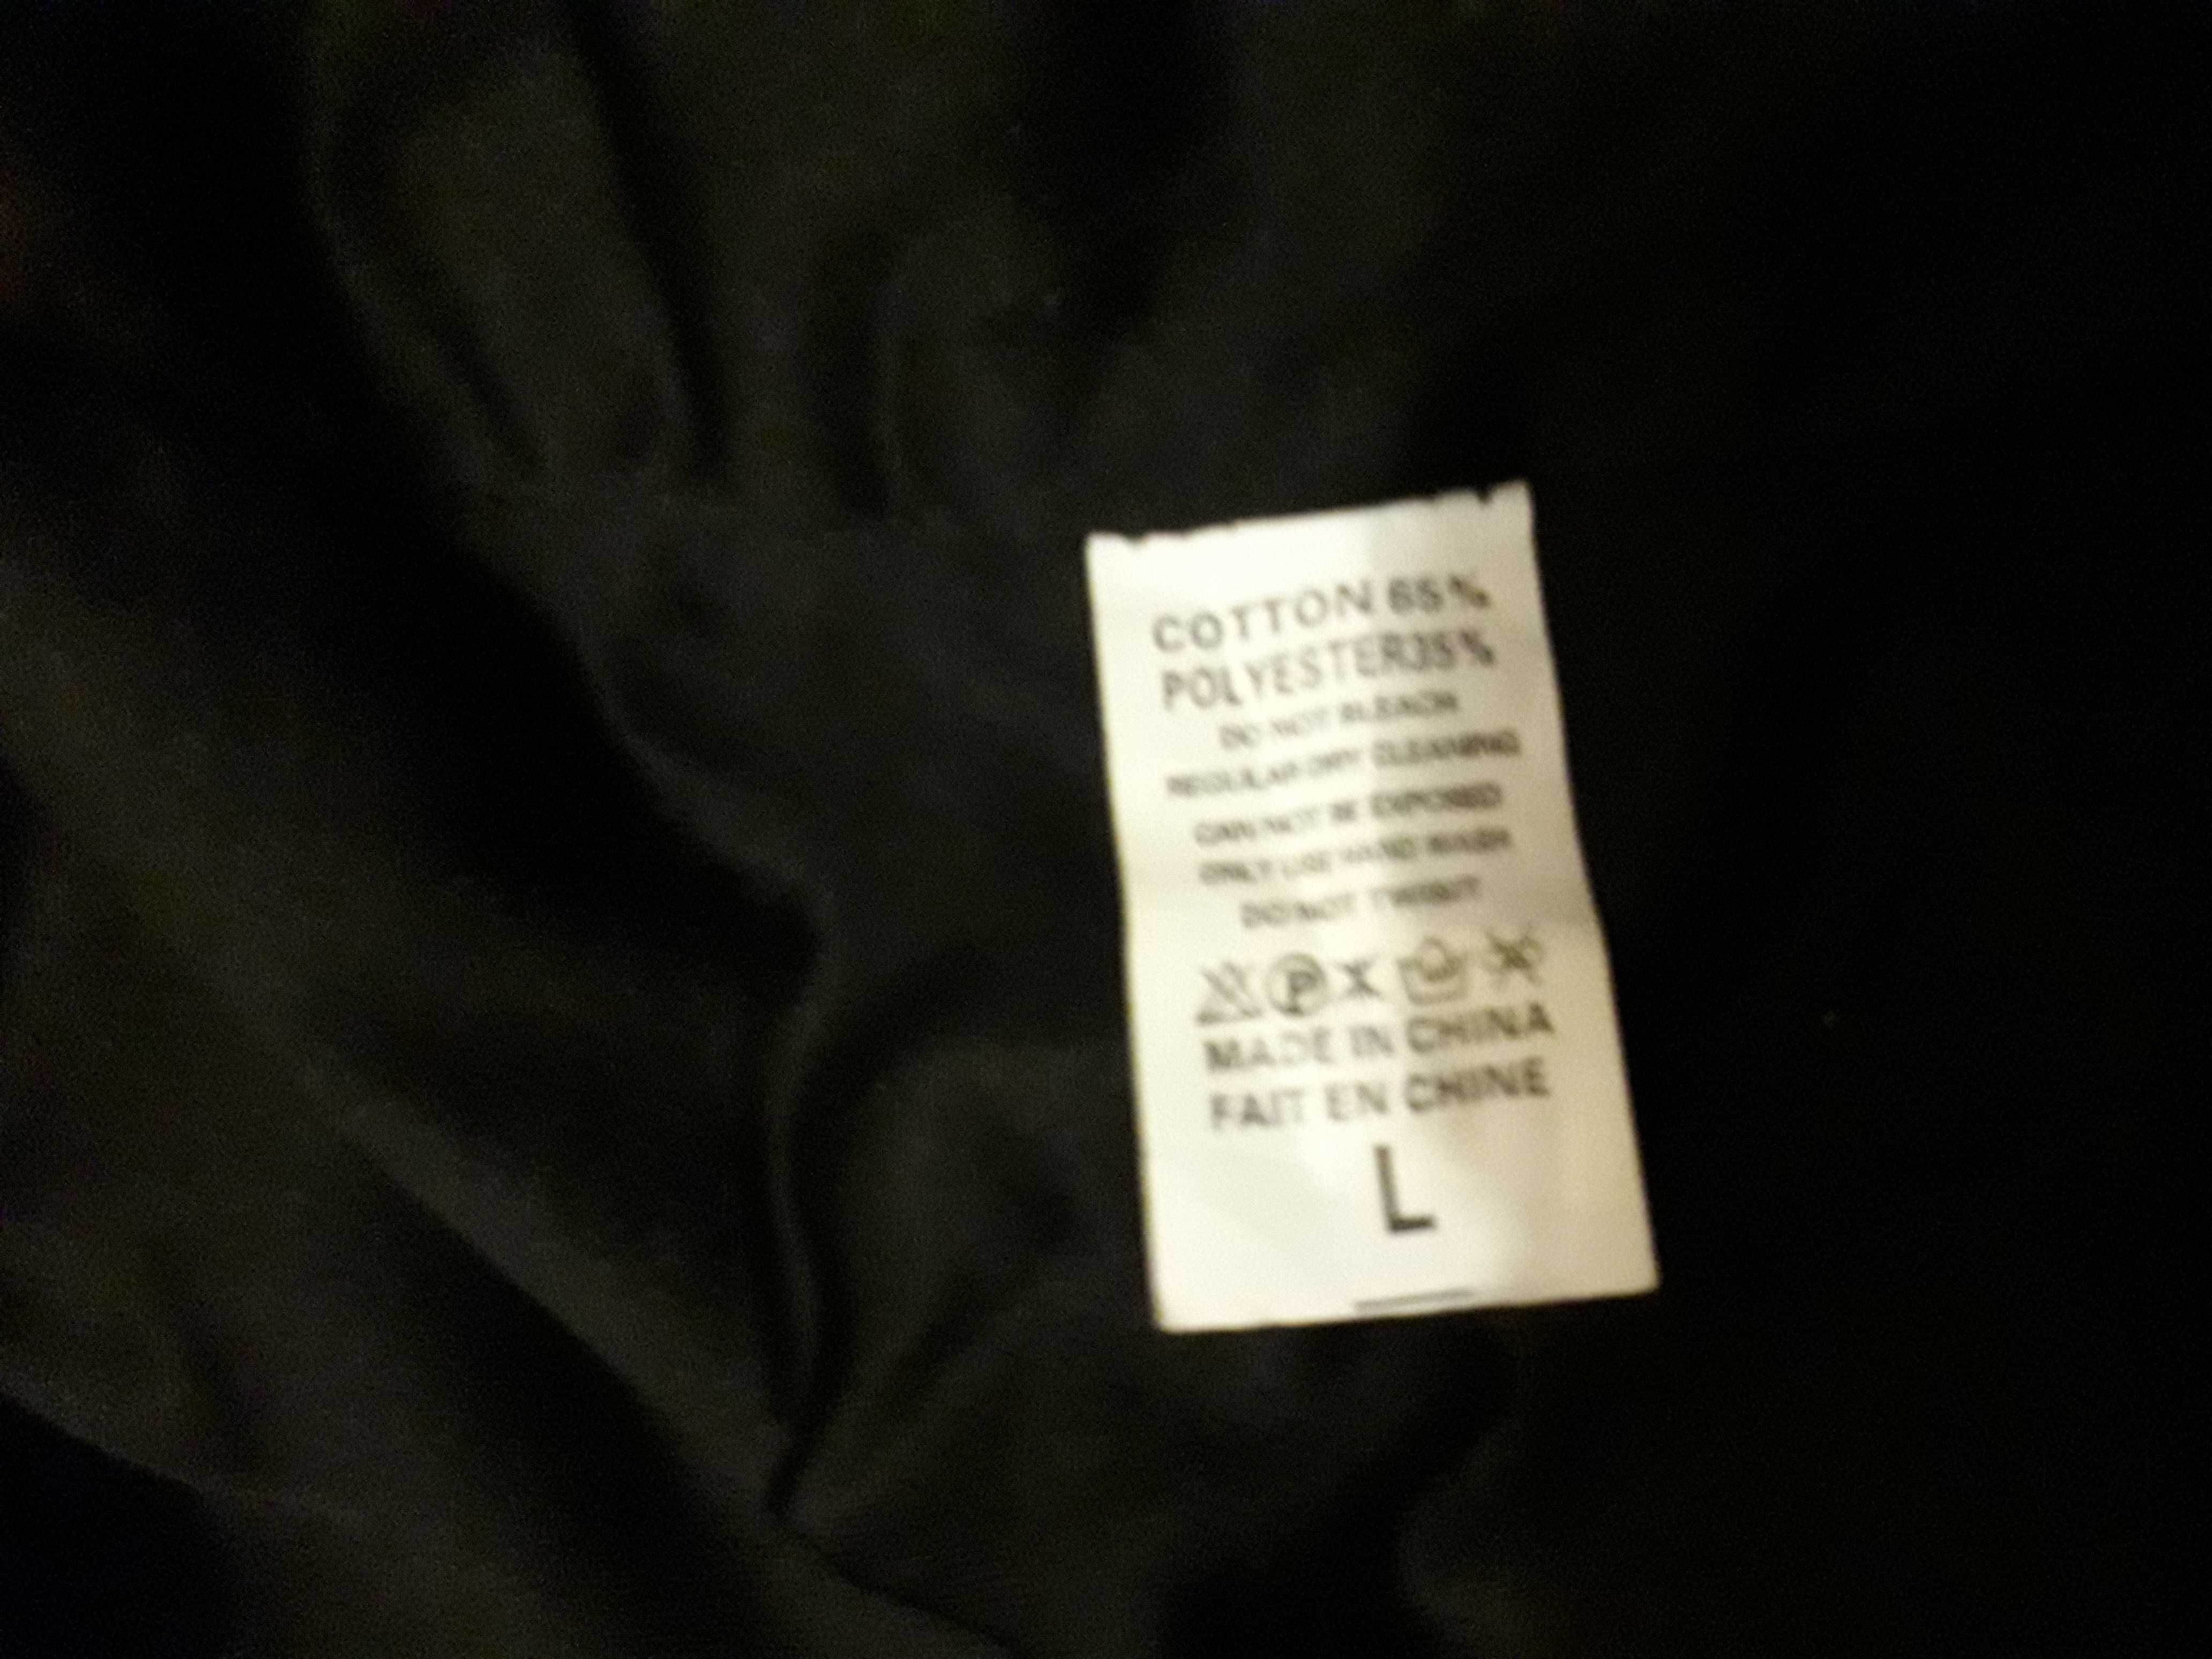 COTTON 65%
POLYESTER35%
DO NOT BLEACH
REGULAR DRY CLEANING
CAN NOT BE EXPOSED
ONLY USE HAND WASH
DO NOT TWIST
P
MADE IN CHINA
FAIT EN CHINE
L